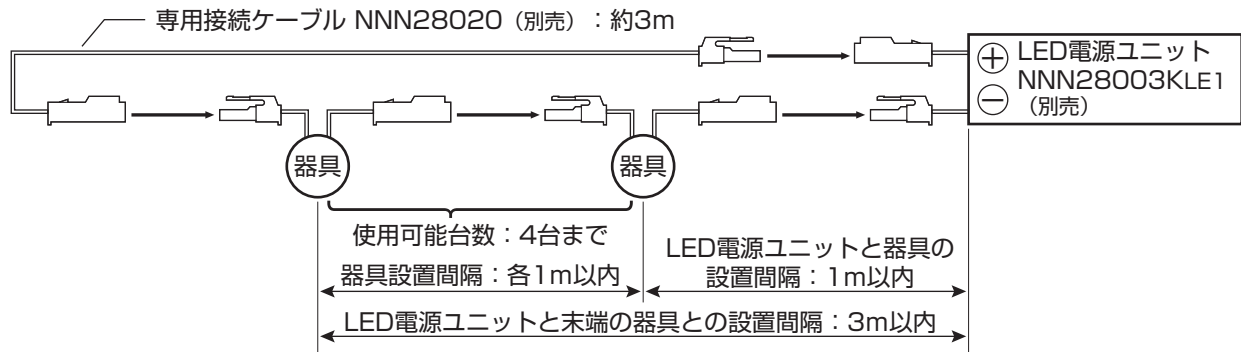 専用接続ケーブル NNN28020（別売）：約3m
⊕ LED電源ユニット
NNN28003KLE1
⊖ （別売）
器具
器具
使用可能台数：4台まで
器具設置間隔：各1m以内
LED電源ユニットと器具の
設置間隔：1m以内
LED電源ユニットと末端の器具との設置間隔：3m以内